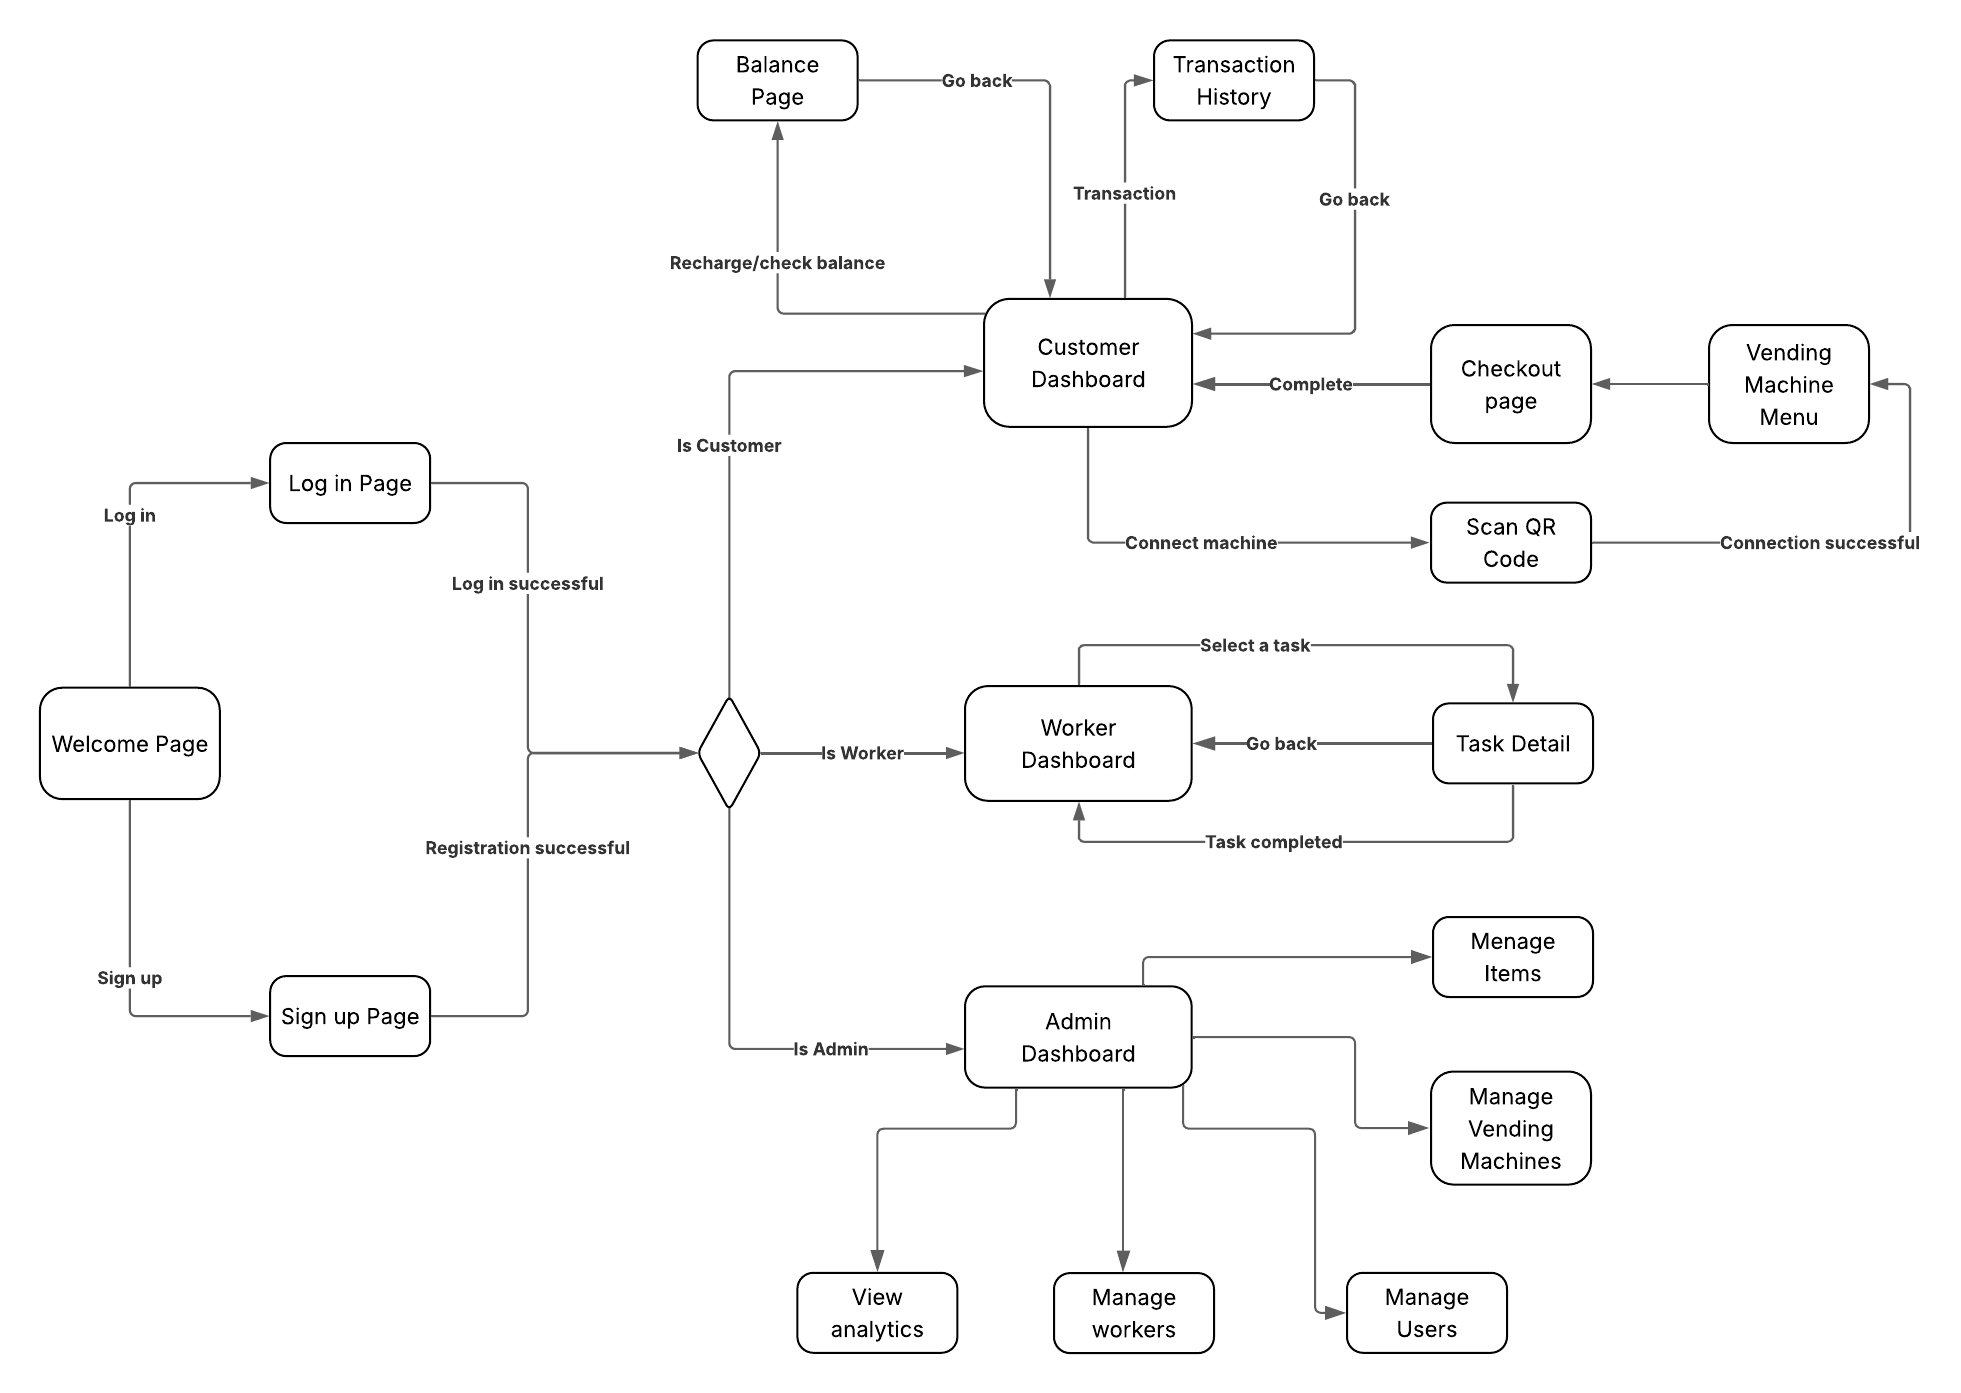 Balance
Page
Go back
Transaction
History
Transaction
Go back
Recharge/check balance
Customer
Dashboard
Complete
Checkout
page
Vending
Machine
Menu
Is Customer
Log in Page
Log in
Connect machine
Scan QR
Code
Connection successful
Log in successful
Select a task
Welcome Page
Is Worker
Worker
Dashboard
Go back
Task Detail
Task completed
Registration successful
Menage
Items
Sign up
Sign up Page
Is Admin
Admin
Dashboard
Manage
Vending
Machines
View
analytics
Manage
workers
Manage
Users